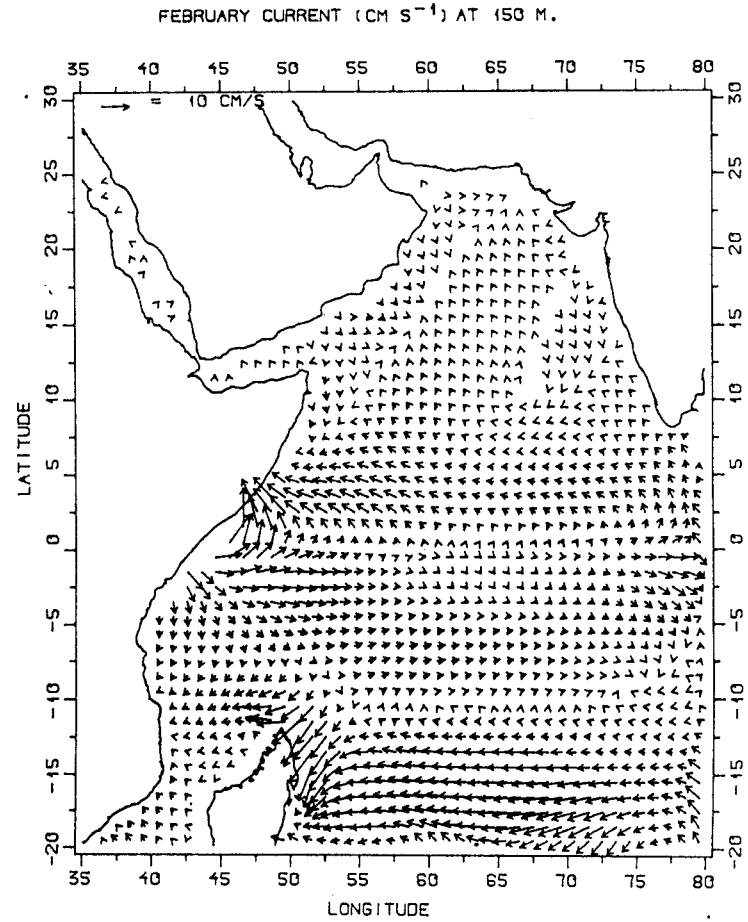 FEBRUARY CURRENT (CM S⁻¹) AT 150 M.
35 40 45 50 55 60 65 70 75 80
→ = 10 CM/S
30 30
25 25
20 20
15 15
10 10
5 5
0 0
-5 -5
-10 -10
-15 -15
-20 -20
LATITUDE
35 40 45 50 55 60 65 70 75 80
LONGITUDE